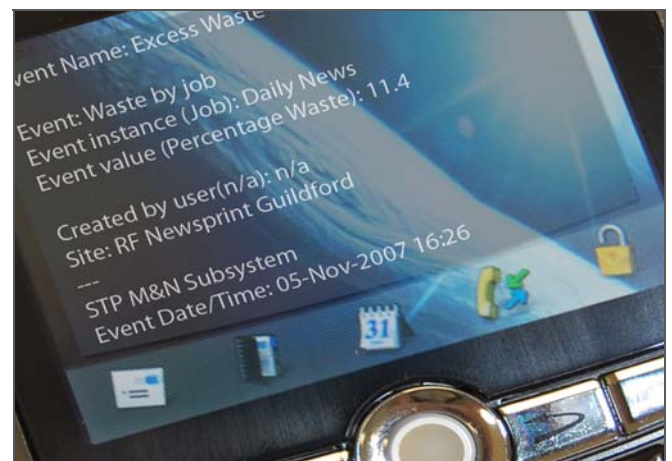 vent Name: Excess Waste
Event: Waste by job
Event instance (Job): Daily News
Event value (Percentage Waste): 11.4
Created by user(n/a): n/a
Site: RF Newsprint Guildford
---
STP M&N Subsystem
Event Date/Time: 05-Nov-2007 16:26
31